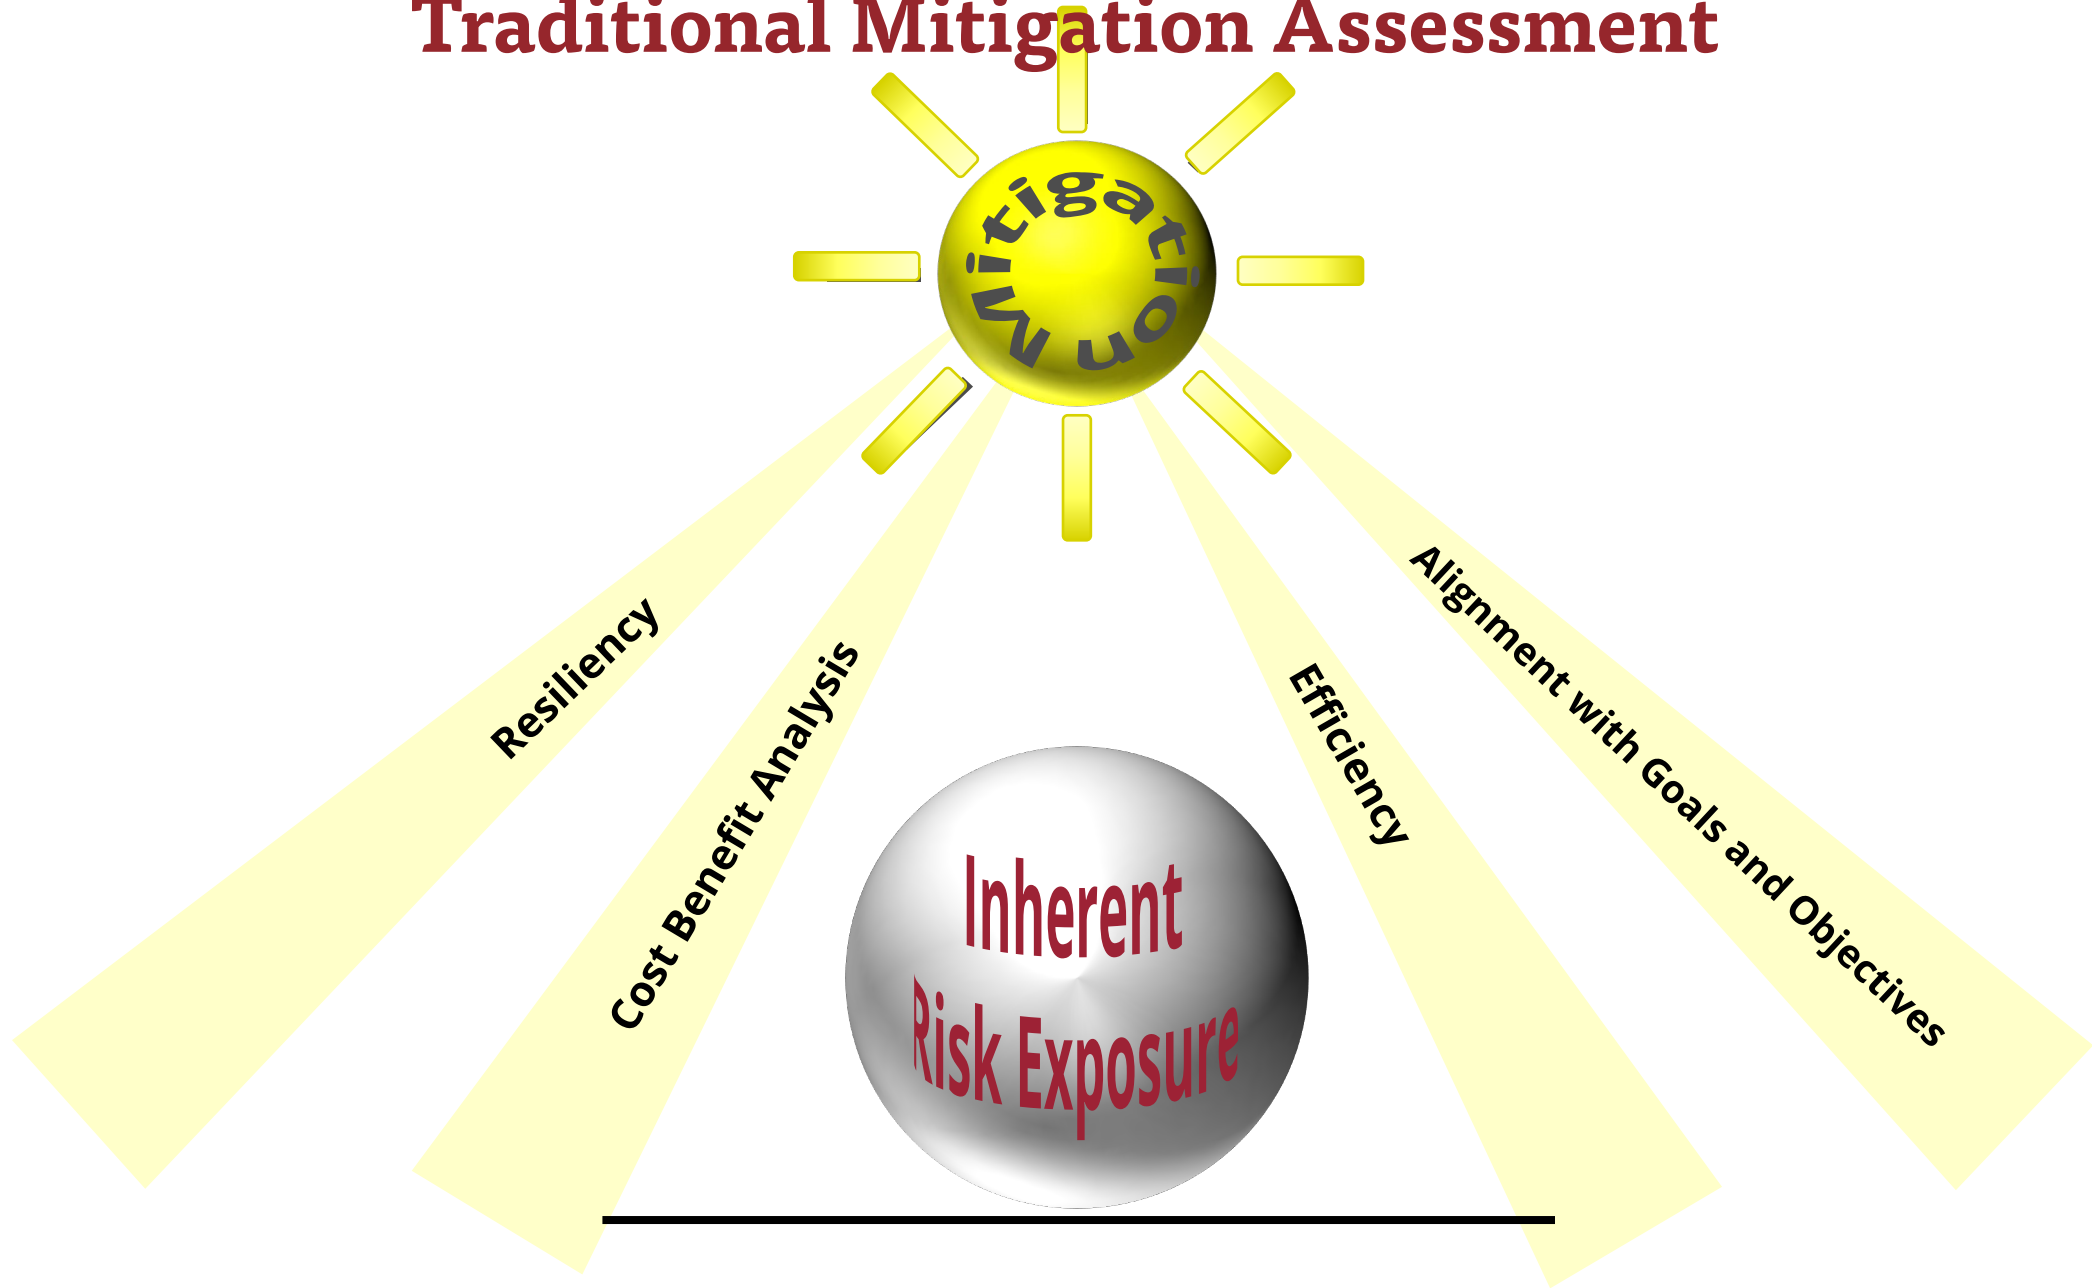 Traditional Mitigation Assessment
Mitigation
Resiliency
Cost Benefit Analysis
Efficiency
Alignment with Goals and Objectives
Inherent
Risk Exposure